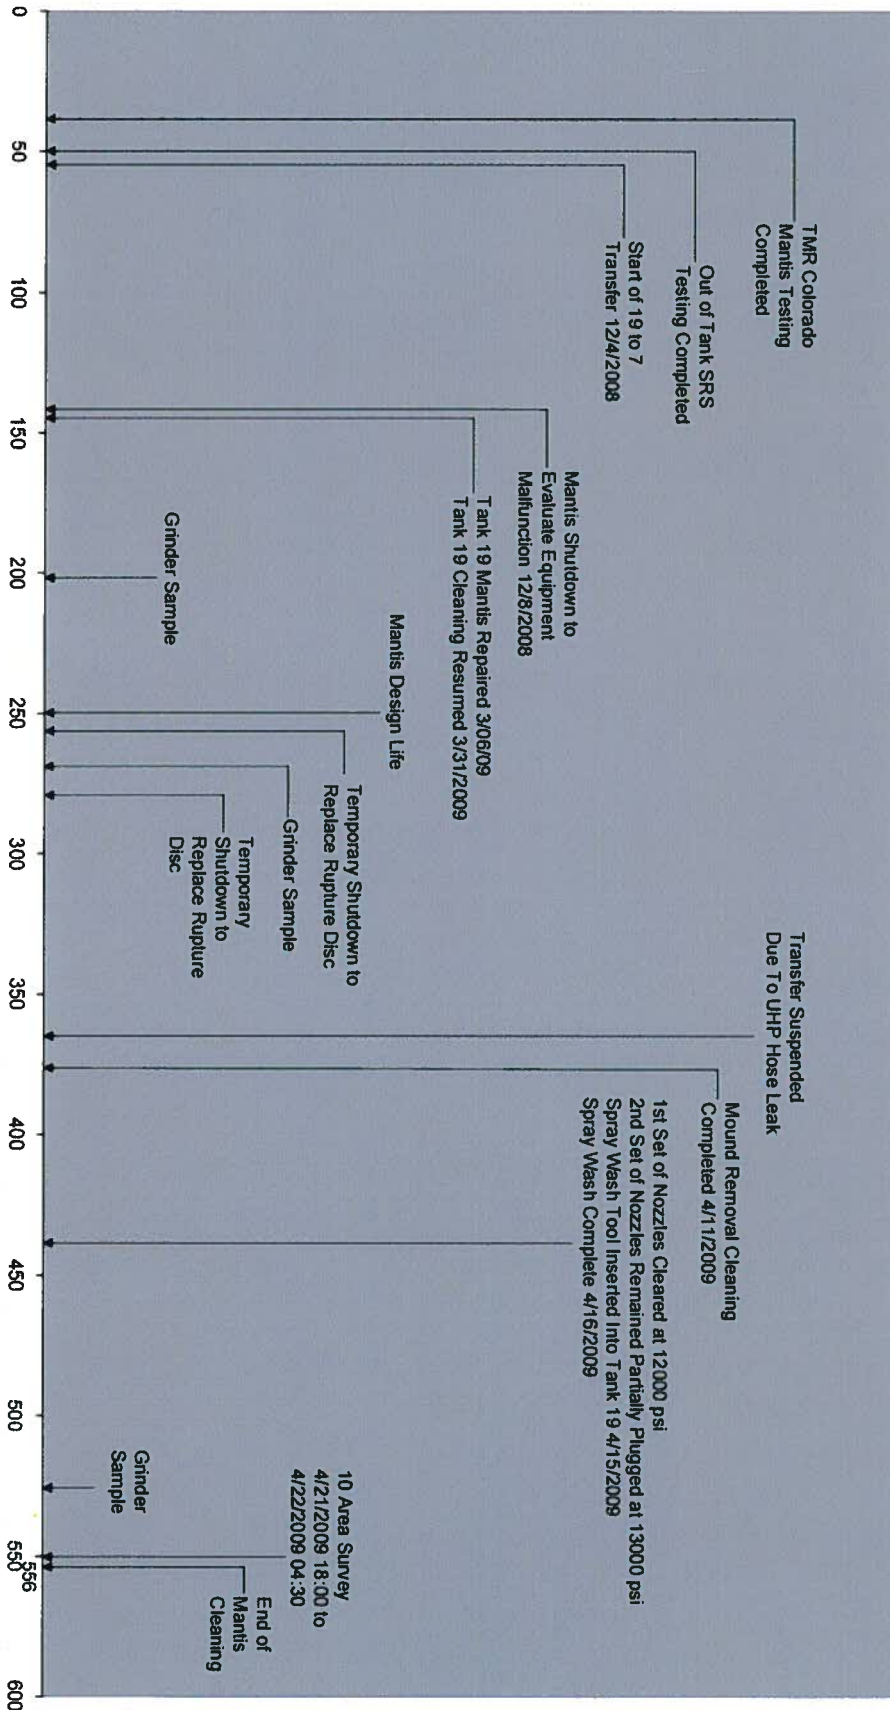 TMR Colorado
Mantis Testing
Completed
Out of Tank SRS
Testing Completed
Start of 19 to 7
Transfer 12/4/2008
Mantis Shutdown to
Evaluate Equipment
Malfunction 12/8/2008
Tank 19 Mantis Repaired 3/06/09
Tank 19 Cleaning Resumed 3/31/2009
Grinder Sample
Mantis Design Life
Temporary Shutdown to
Replace Rupture Disc
Grinder Sample
Temporary
Shutdown to
Replace Rupture
Disc
Transfer Suspended
Due To UHP Hose Leak
Mound Removal Cleaning
Completed 4/11/2009
1st Set of Nozzles Cleared at 12000 psi
2nd Set of Nozzles Remained Partially Plugged at 13000 psi
Spray Wash Tool Inserted Into Tank 19 4/15/2009
Spray Wash Complete 4/16/2009
Grinder
Sample
10 Area Survey
4/21/2009 18:00 to
4/22/2009 04:30
End of
Mantis
Cleaning
0
50
100
150
200
250
300
350
400
450
500
550
556
600